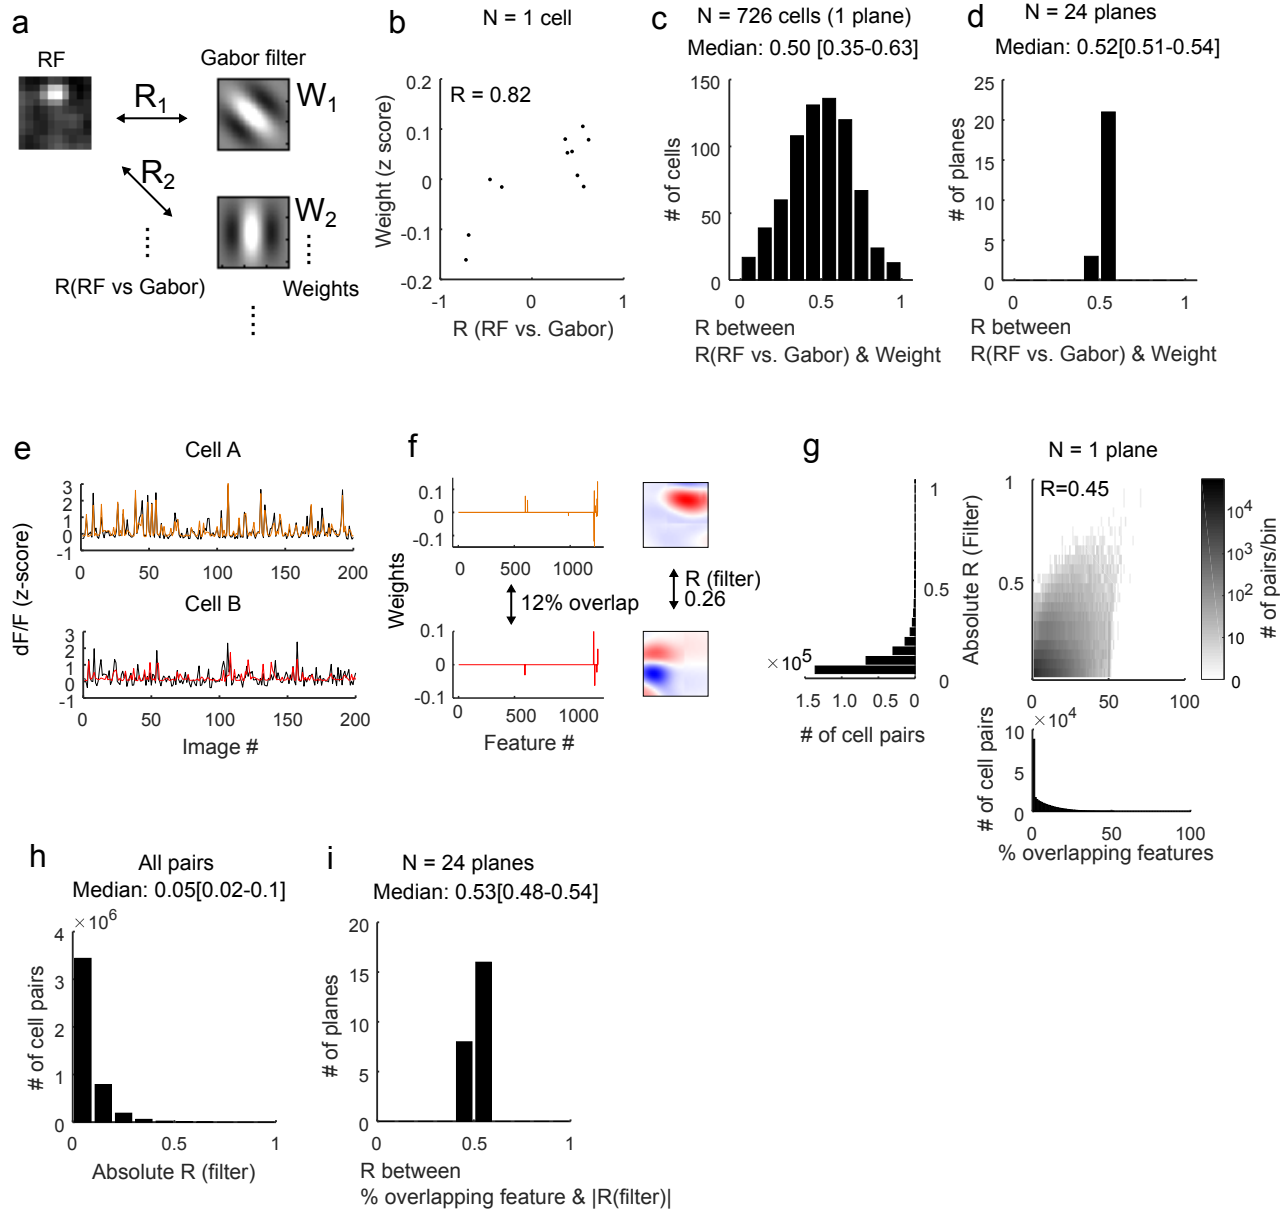 a
RF
Gabor filter
R1
W1
R2
W2
R(RF vs Gabor)
Weights
b
N = 1 cell
R = 0.82
Weight (z score)
0.2
0.1
0
-0.1
-0.2
-1
0
1
R (RF vs. Gabor)
c
N = 726 cells (1 plane)
Median: 0.50 [0.35-0.63]
# of cells
150
100
50
0
0
0.5
1
R between
R(RF vs. Gabor) & Weight
d
N = 24 planes
Median: 0.52[0.51-0.54]
# of planes
25
20
15
10
5
0
0
0.5
1
R between
R(RF vs. Gabor) & Weight
e
Cell A
dF/F (z-score)
3
2
1
0
-1
0
50
100
150
200
Cell B
3
2
1
0
-1
0
50
100
150
200
Image #
f
Weights
0.1
0
-0.1
0
500
1000
12% overlap
R (filter)
0.26
0.1
0
-0.1
0
500
1000
Feature #
g
N = 1 plane
R=0.45
1
0.5
0
×10^5
1.5
1.0
0.5
0
# of cell pairs
Absolute R (Filter)
1
0.5
0
50
100
# of pairs/bin
10^4
10^3
10^2
10
0
×10^4
# of cell pairs
10
5
0
0
50
100
% overlapping features
h
All pairs
Median: 0.05[0.02-0.1]
×10^6
# of cell pairs
4
3
2
1
0
0
0.5
1
Absolute R (filter)
i
N = 24 planes
Median: 0.53[0.48-0.54]
# of planes
20
15
10
5
0
0
0.5
1
R between
% overlapping feature & |R(filter)|